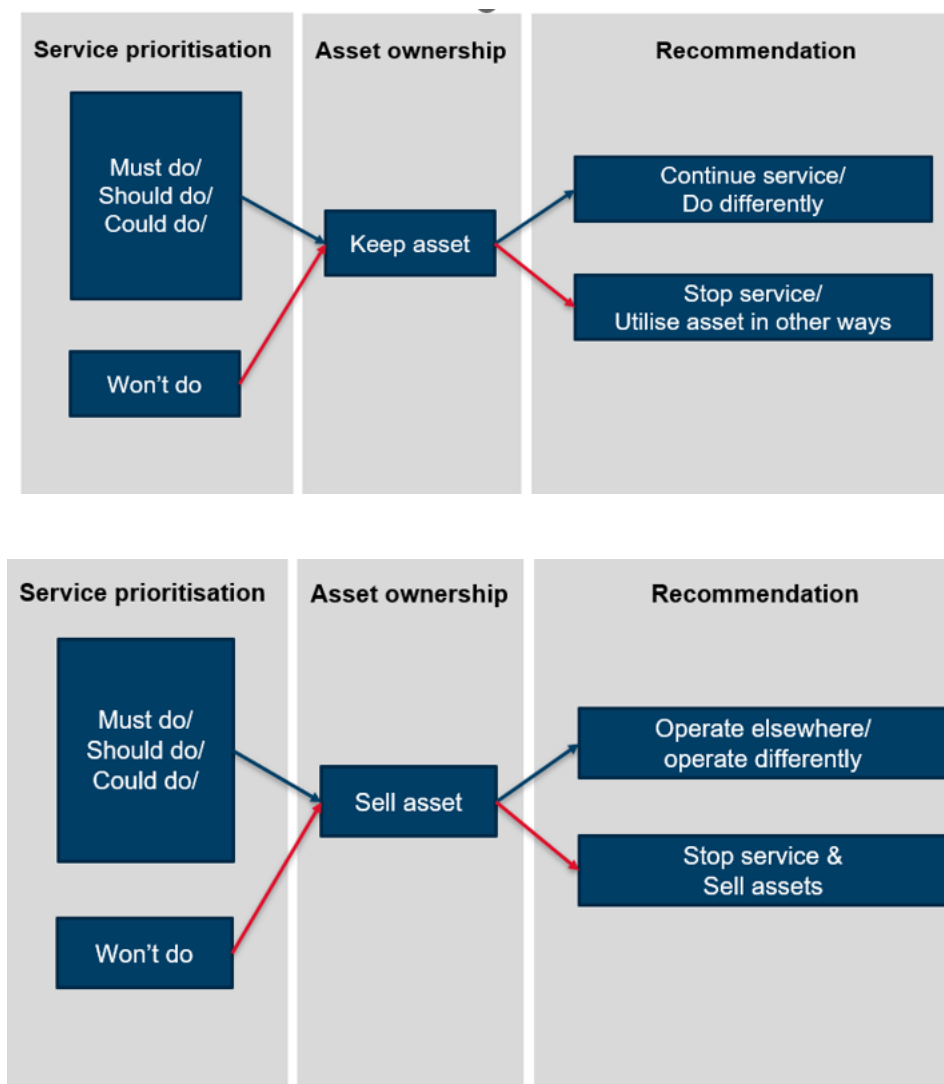 Service prioritisation
Asset ownership
Recommendation
Must do/
Should do/
Could do/
Won't do
Keep asset
Continue service/
Do differently
Stop service/
Utilise asset in other ways
Service prioritisation
Asset ownership
Recommendation
Must do/
Should do/
Could do/
Won't do
Sell asset
Operate elsewhere/
operate differently
Stop service &
Sell assets